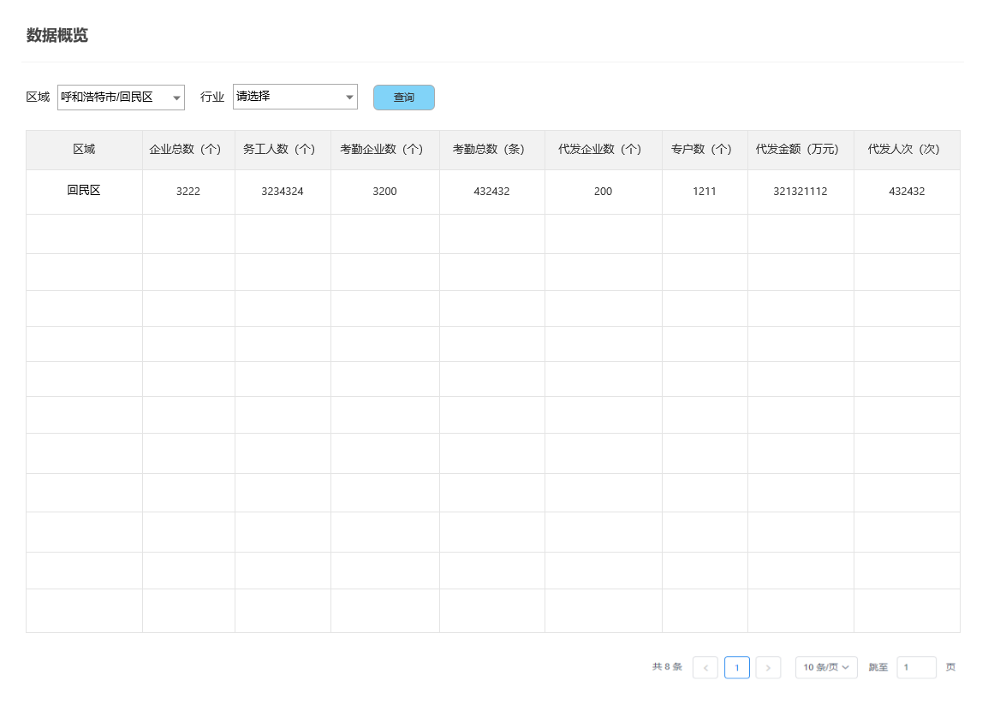 数据概览
区域 呼和浩特市/回民区 行业 请选择 查询
区域 企业总数（个） 务工人数（个） 考勤企业数（个） 考勤总数（条） 代发企业数（个） 专户数（个） 代发金额（万元） 代发人次（次）
回民区 3222 3234324 3200 432432 200 1211 321321112 432432
共 8 条 < 1 > 10 条/页 跳至 1 页